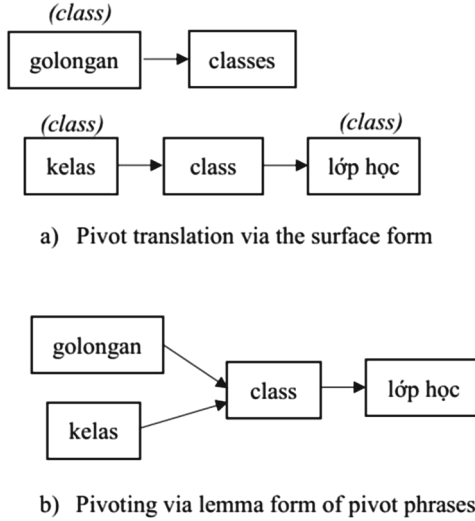 (class)
golongan
classes
(class)
(class)
kelas
class
lớp học
a) Pivot translation via the surface form
golongan
class
lớp học
kelas
b) Pivoting via lemma form of pivot phrases